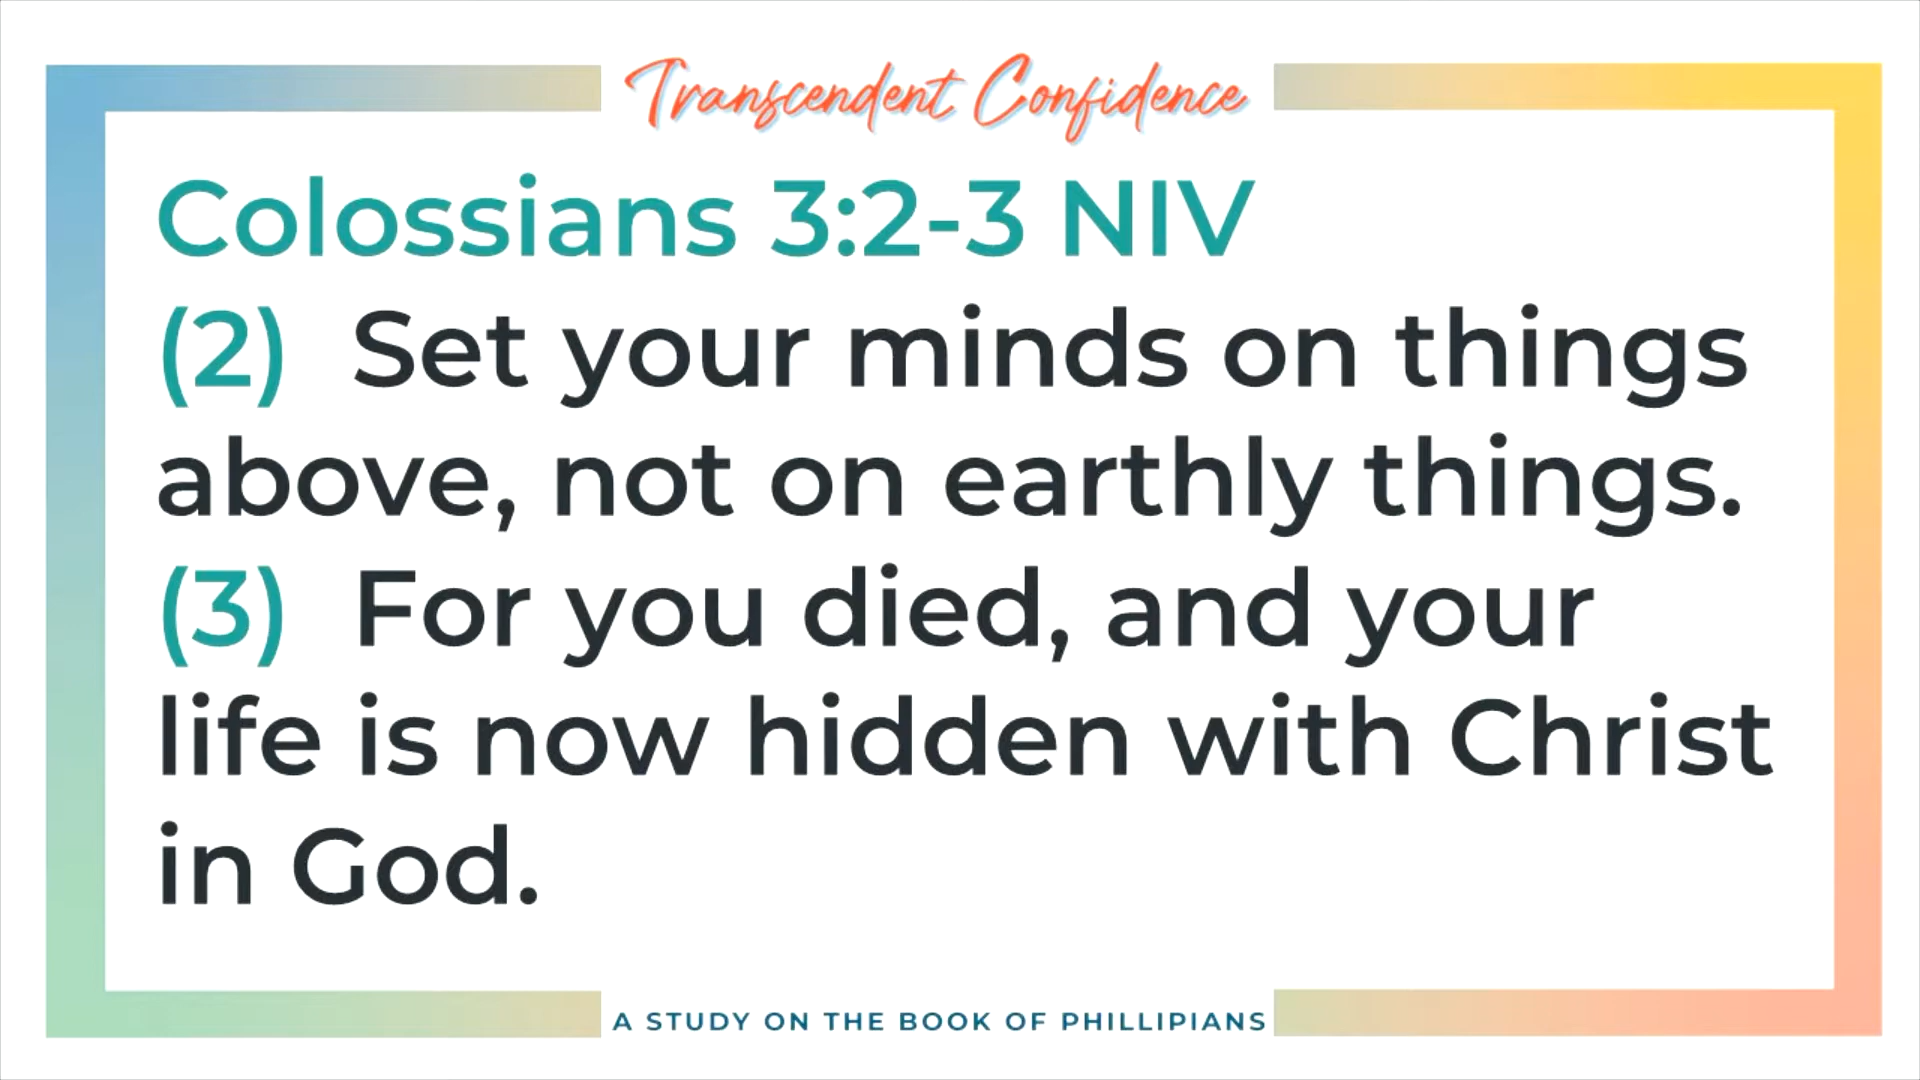 Transcendent Confidence
Colossians 3:2-3 NIV
(2) Set your minds on things
above, not on earthly things.
(3) For you died, and your
life is now hidden with Christ
in God.
A STUDY ON THE BOOK OF PHILLIPIANS